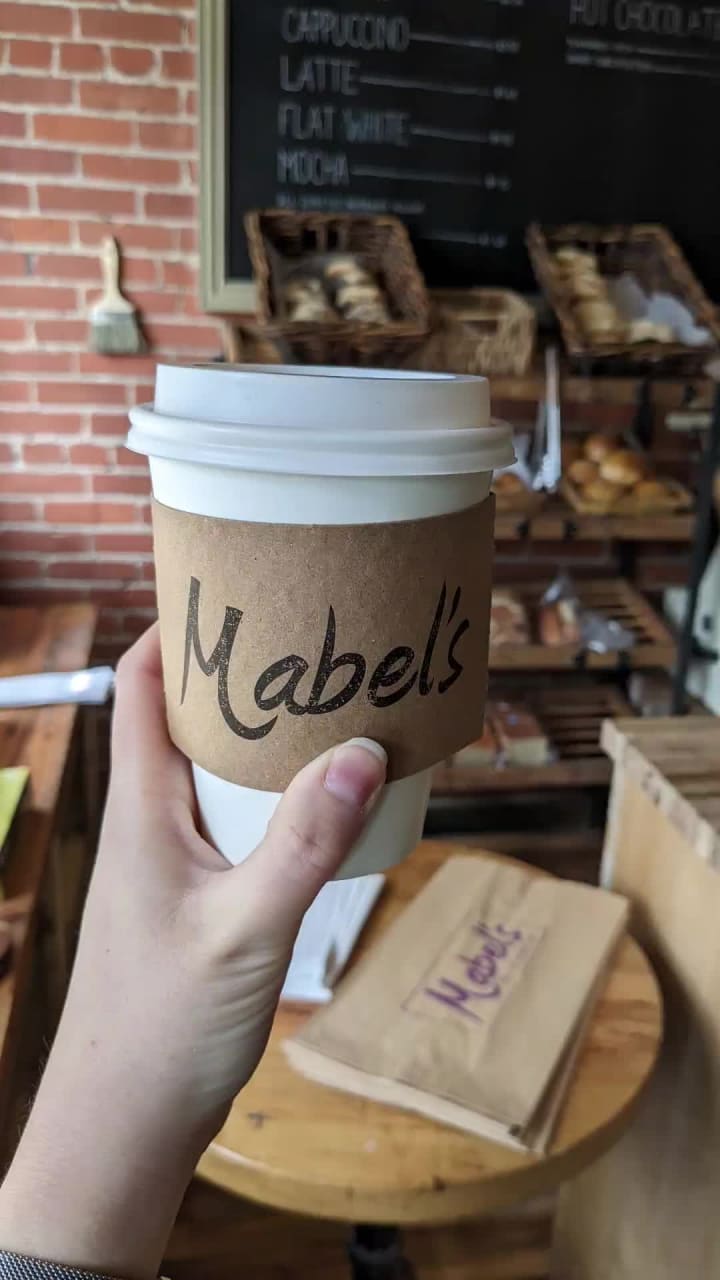 CAPPUCCINO
LATTE
FLAT WHITE
MOCHA
HOT CHOCOLATE
Mabel's
Mabel's